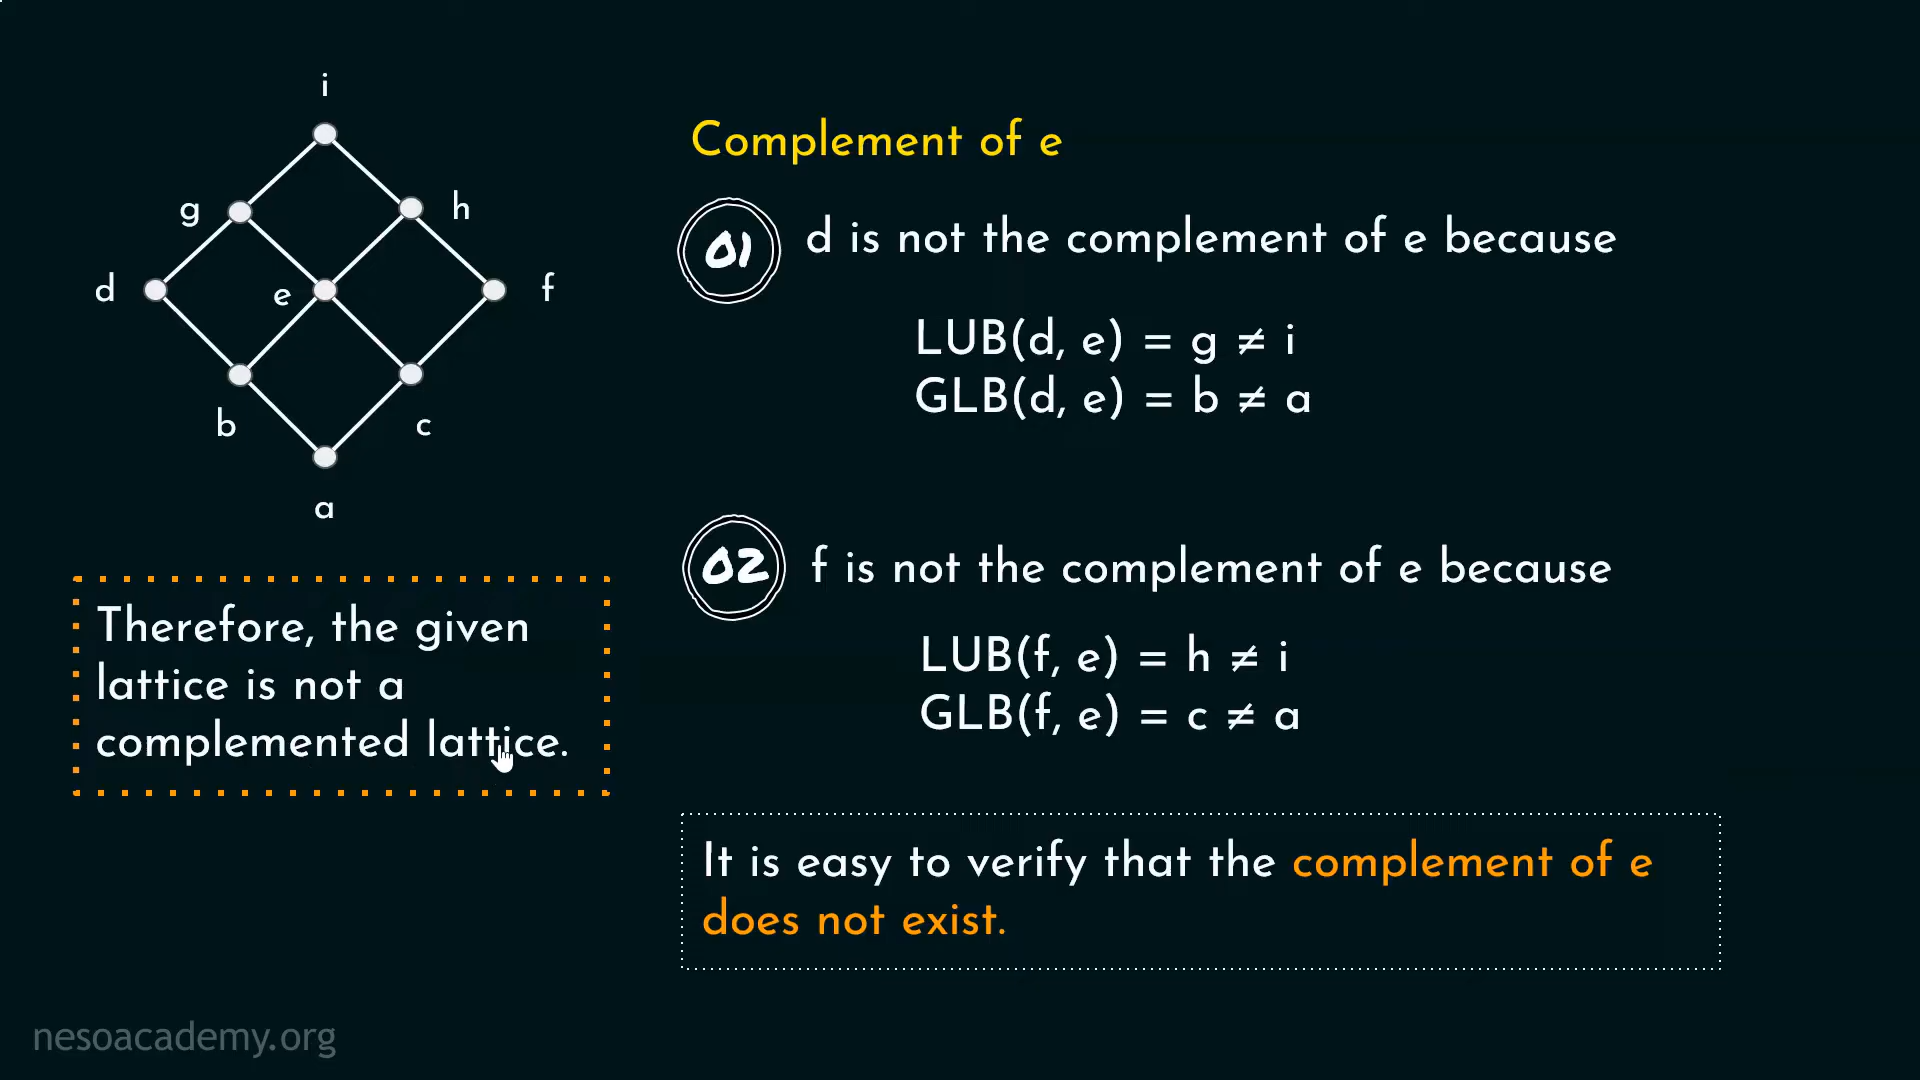 i
g
h
d
e
f
b
c
a
Therefore, the given
lattice is not a
complemented lattice.
Complement of e
01
d is not the complement of e because
LUB(d, e) = g ≠ i
GLB(d, e) = b ≠ a
02
f is not the complement of e because
LUB(f, e) = h ≠ i
GLB(f, e) = c ≠ a
It is easy to verify that the complement of e
does not exist.
nesoacademy.org